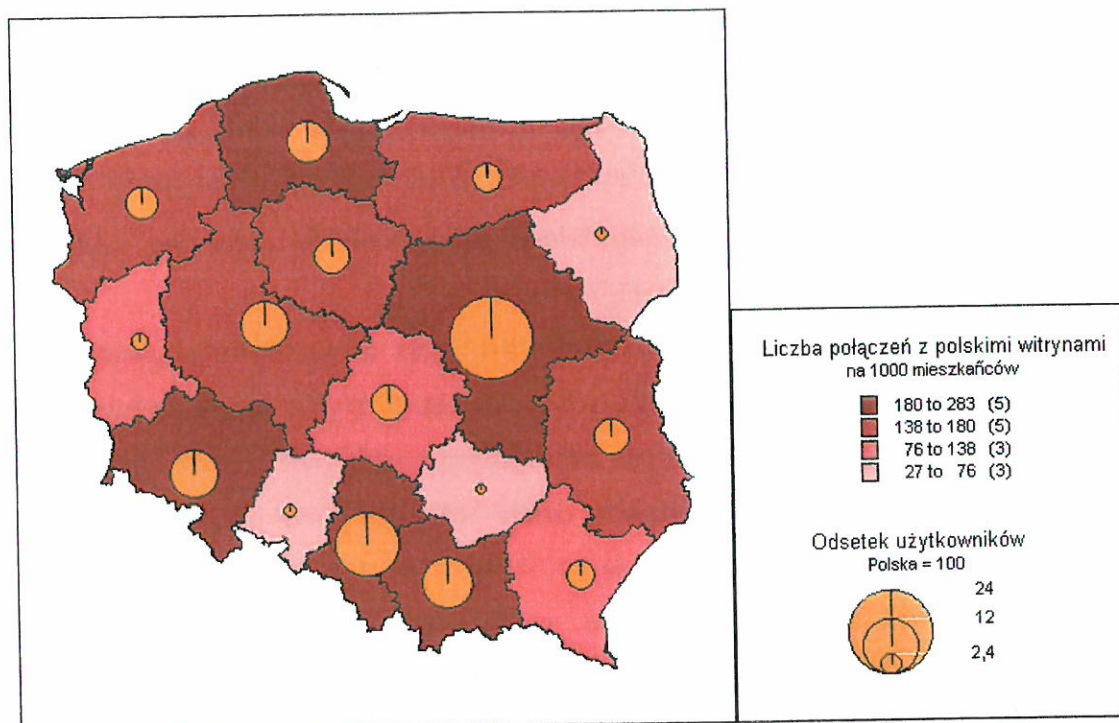 Liczba połączeń z polskimi witrynami
na 1000 mieszkańców
180 to 283 (5)
138 to 180 (5)
76 to 138 (3)
27 to 76 (3)
Odsetek użytkowników
Polska = 100
24
12
2,4